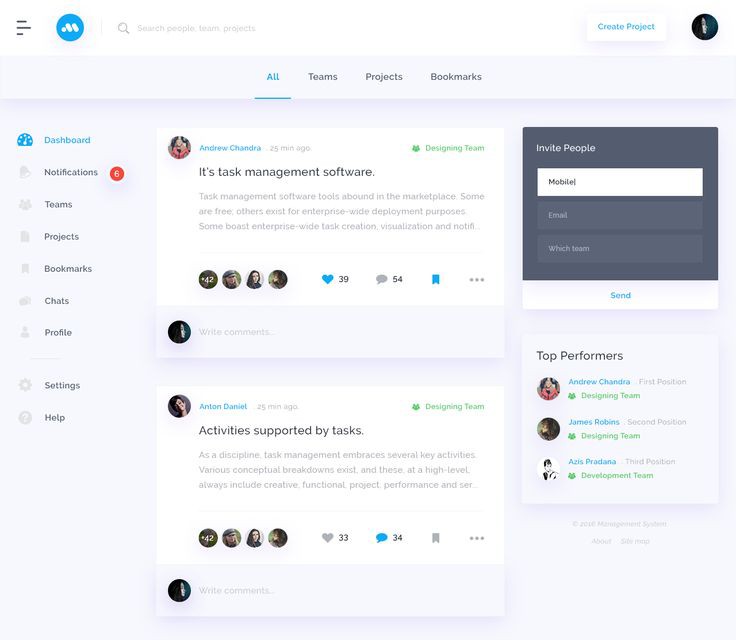 Search people, team, projects
Create Project
All
Teams
Projects
Bookmarks
Dashboard
Notifications
6
Teams
Projects
Bookmarks
Chats
Profile
Settings
Help
Andrew Chandra . 25 min ago.
Designing Team
It's task management software.
Task management software tools abound in the marketplace. Some
are free; others exist for enterprise-wide deployment purposes.
Some boast enterprise-wide task creation, visualization and notifi...
+42
39
54
Write comments...
Anton Daniel . 25 min ago.
Designing Team
Activities supported by tasks.
As a discipline, task management embraces several key activities.
Various conceptual breakdowns exist, and these, at a high-level,
always include creative, functional, project, performance and ser...
+42
33
34
Write comments...
Invite People
Mobile|
Email
Which team
Send
Top Performers
Andrew Chandra . First Position
Designing Team
James Robins . Second Position
Designing Team
Azis Pradana . Third Position
Development Team
© 2016 Management System
About
Site map